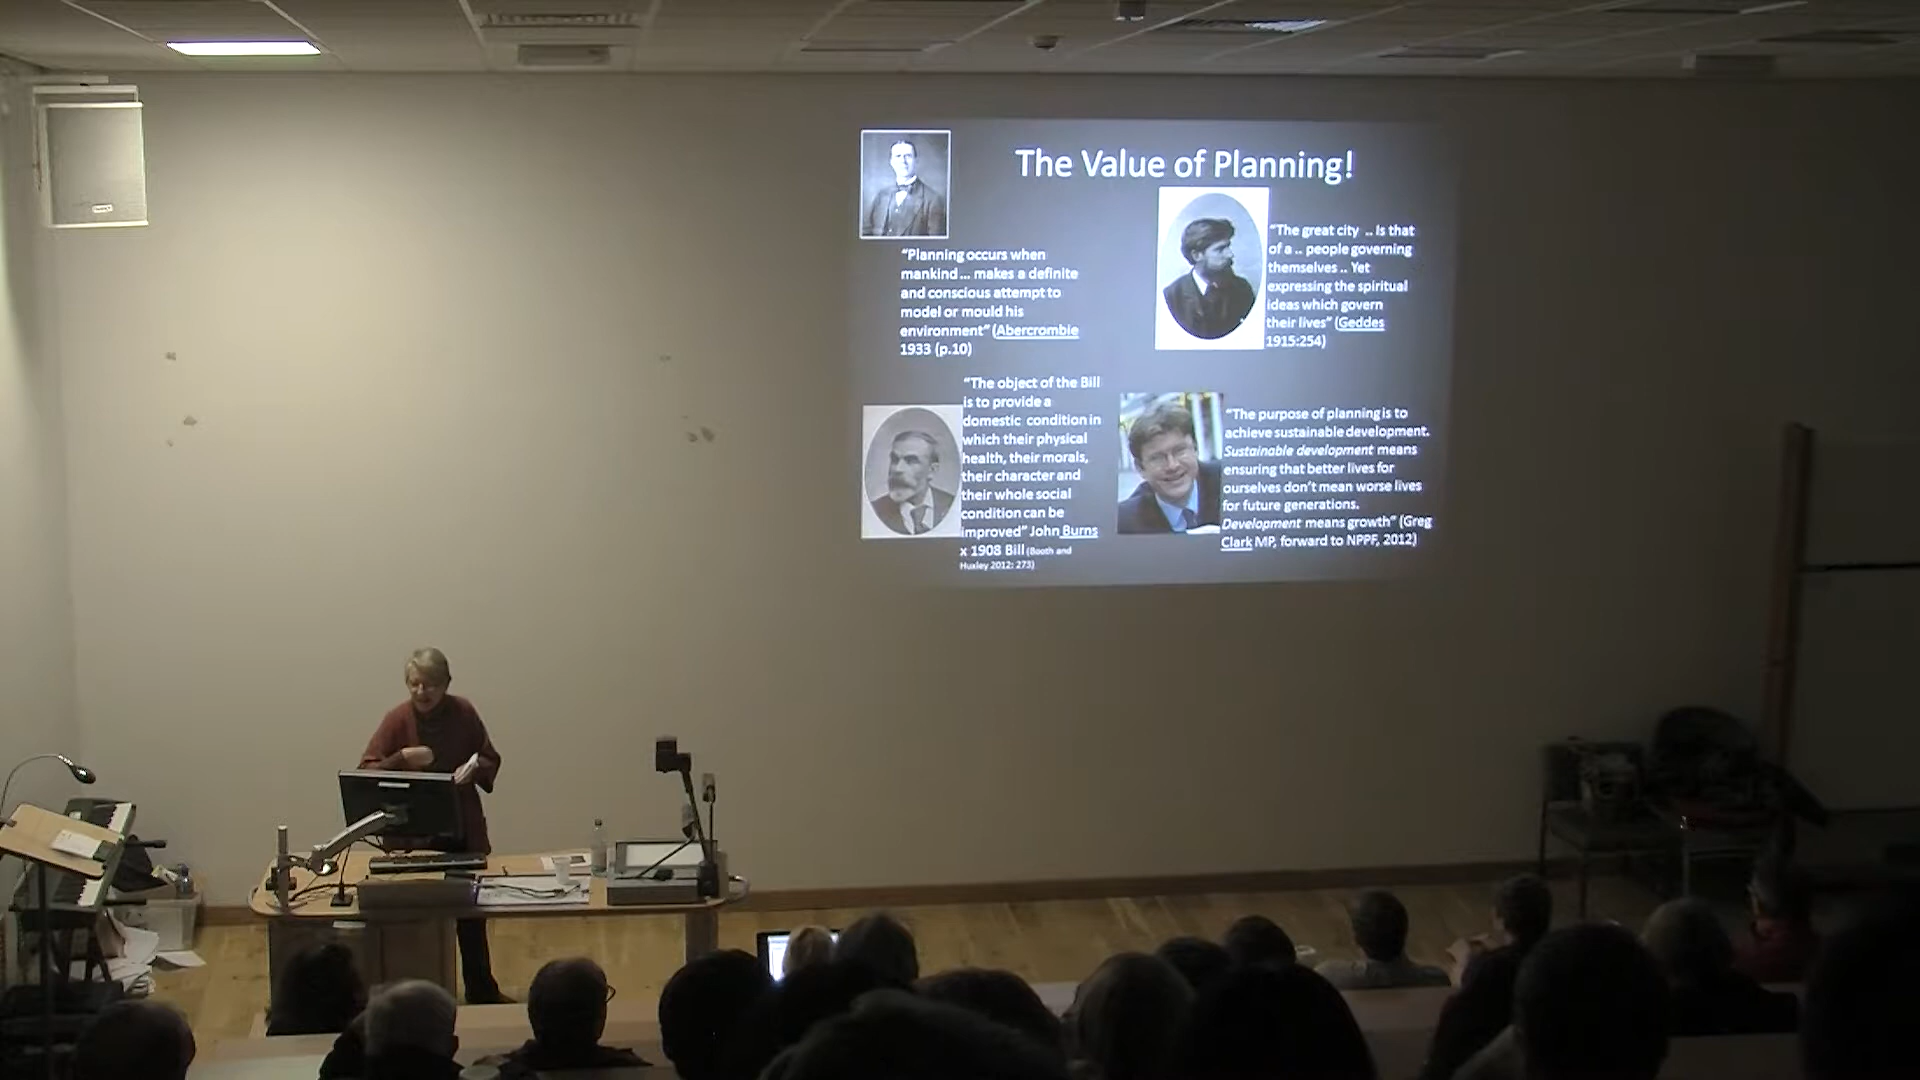 The Value of Planning!
“Planning occurs when
mankind ... makes a definite
and conscious attempt to
model or mould his
environment” (Abercrombie
1933 (p.10)
“The great city .. Is that
of a .. people governing
themselves .. Yet
expressing the spiritual
ideas which govern
their lives” (Geddes
1915:254)
“The object of the Bill
is to provide a
domestic condition in
which their physical
health, their morals,
their character and
their whole social
condition can be
improved” John Burns
x 1908 Bill (Booth and
Huxley 2012: 273)
“The purpose of planning is to
achieve sustainable development.
Sustainable development means
ensuring that better lives for
ourselves don’t mean worse lives
for future generations.
Development means growth” (Greg
Clark MP, forward to NPPF, 2012)